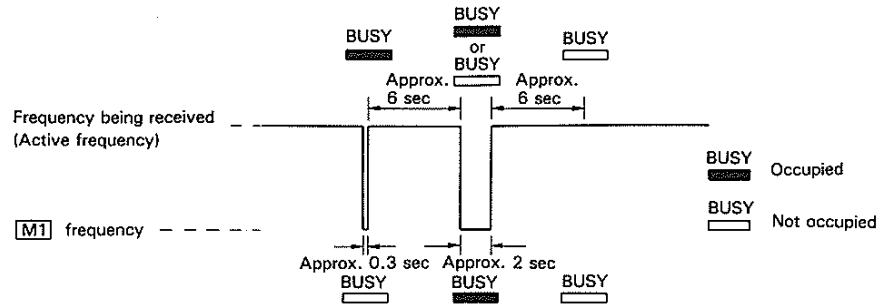 BUSY
BUSY
or
BUSY
BUSY
Approx.
6 sec
Approx.
6 sec
Frequency being received
(Active frequency)
BUSY
Occupied
BUSY
Not occupied
M1 frequency
Approx. 0.3 sec
Approx. 2 sec
BUSY
BUSY
BUSY